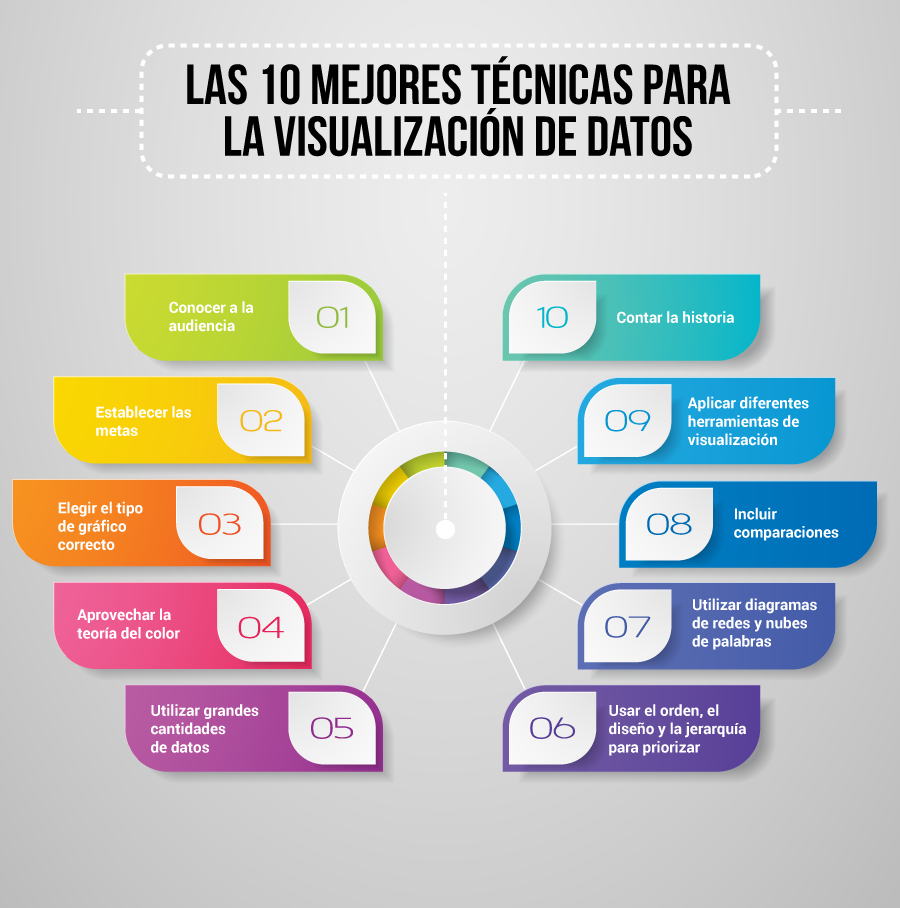 LAS 10 MEJORES TÉCNICAS PARA
LA VISUALIZACIÓN DE DATOS
Conocer a la
audiencia
01
Establecer las
metas
02
Elegir el tipo
de gráfico
correcto
03
Aprovechar la
teoría del color
04
Utilizar grandes
cantidades
de datos
05
06
Usar el orden, el
diseño y la jerarquía
para priorizar
07
Utilizar diagramas
de redes y nubes
de palabras
08
Incluir
comparaciones
09
Aplicar diferentes
herramientas de
visualización
10
Contar la historia